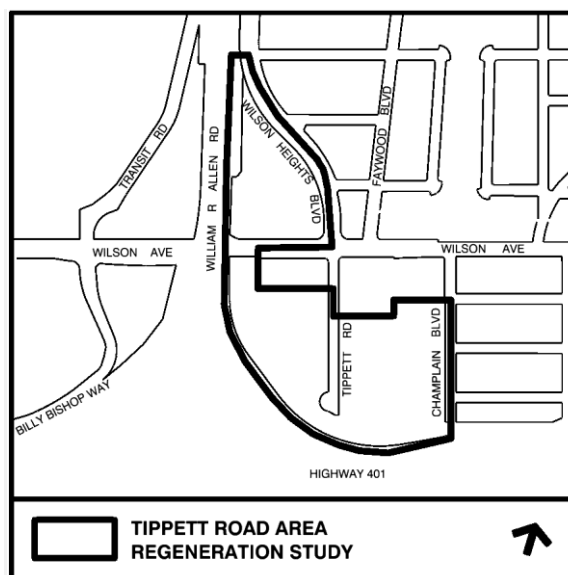 TRANSIT RD
WILLIAM R ALLEN RD
WILSON HEIGHTS BLVD
FAYWOOD BLVD
WILSON AVE
WILSON AVE
TIPPETT RD
CHAMPLAIN BLVD
BILLY BISHOP WAY
HIGHWAY 401
TIPPETT ROAD AREA
REGENERATION STUDY